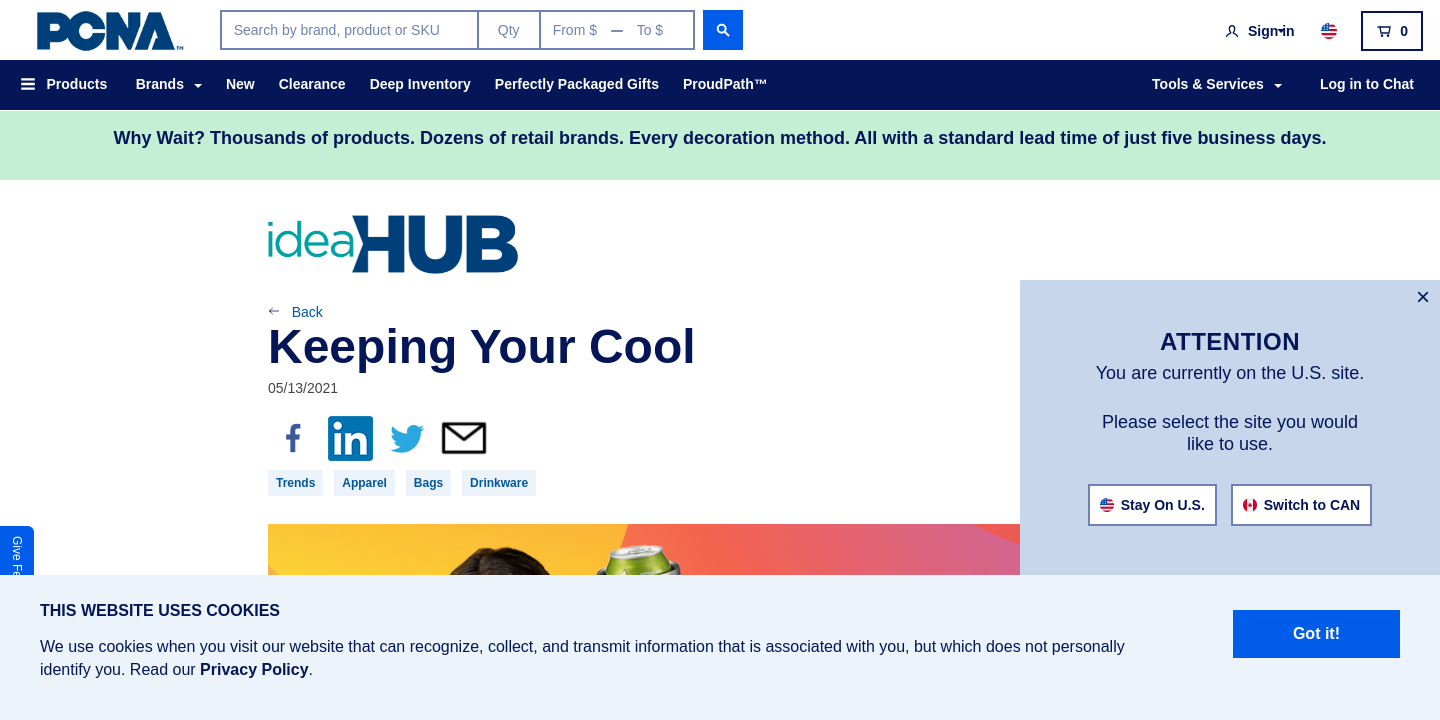 PCNA™
Search by brand, product or SKU
Qty
From $ — To $
Sign in
0
Products
Brands
New
Clearance
Deep Inventory
Perfectly Packaged Gifts
ProudPath™
Tools & Services
Log in to Chat
Why Wait? Thousands of products. Dozens of retail brands. Every decoration method. All with a standard lead time of just five business days.
ideaHUB
Back
Keeping Your Cool
05/13/2021
Trends
Apparel
Bags
Drinkware
×
ATTENTION
You are currently on the U.S. site.
Please select the site you would
like to use.
Stay On U.S.
Switch to CAN
Give
THIS WEBSITE USES COOKIES
We use cookies when you visit our website that can recognize, collect, and transmit information that is associated with you, but which does not personally
identify you. Read our Privacy Policy.
Got it!